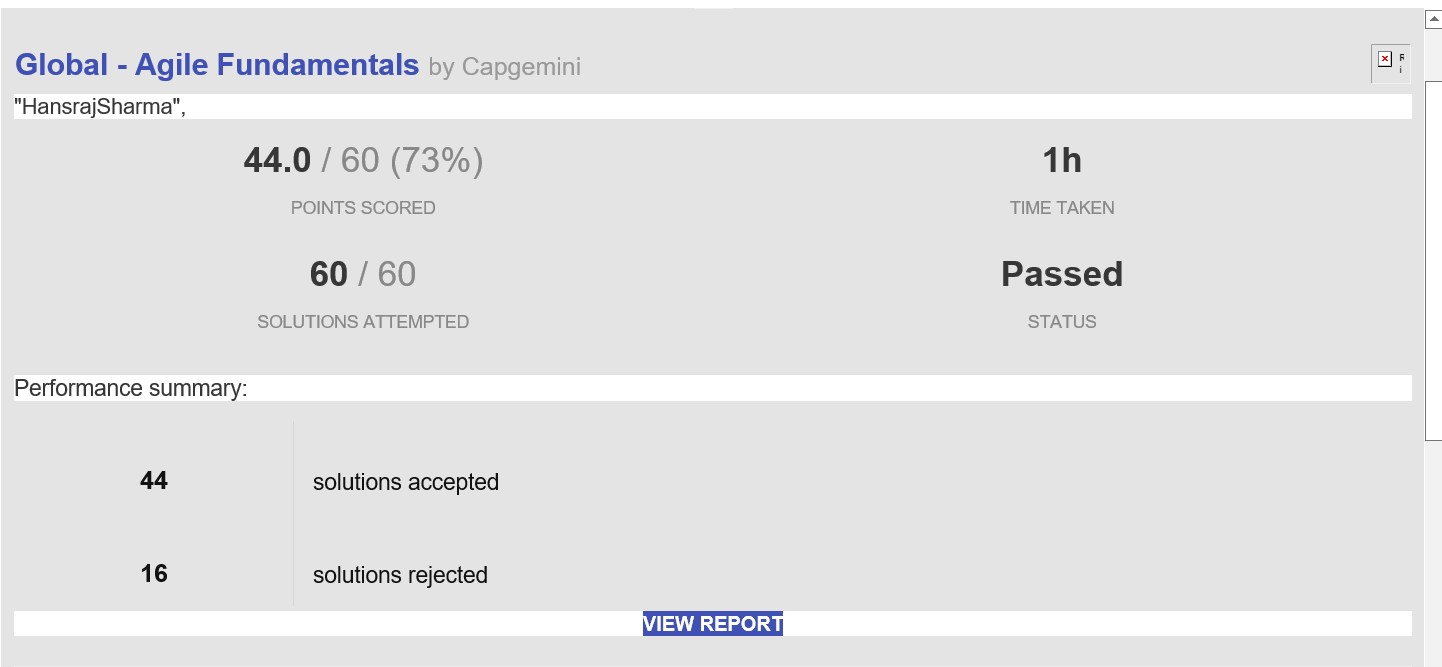 Global - Agile Fundamentals by Capgemini
"HansrajSharma",
44.0 / 60 (73%)
1h
POINTS SCORED
TIME TAKEN
60 / 60
Passed
SOLUTIONS ATTEMPTED
STATUS
Performance summary:
44 solutions accepted
16 solutions rejected
VIEW REPORT